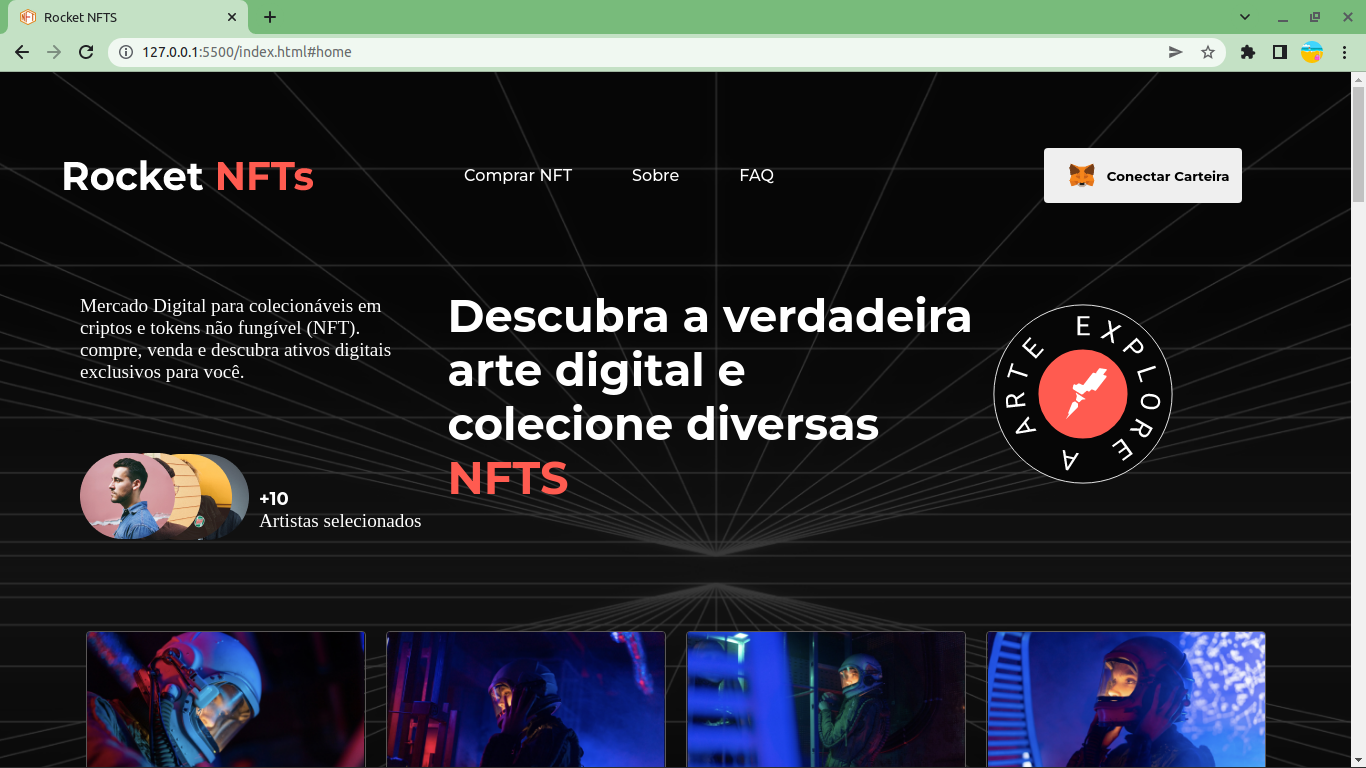 Rocket NFTS
127.0.0.1:5500/index.html#home
Rocket NFTs
Comprar NFT
Sobre
FAQ
Conectar Carteira
Mercado Digital para colecionáveis em
criptos e tokens não fungível (NFT).
compre, venda e descubra ativos digitais
exclusivos para você.
+10
Artistas selecionados
Descubra a verdadeira
arte digital e
colecione diversas
NFTS
EXPLORE A ARTE